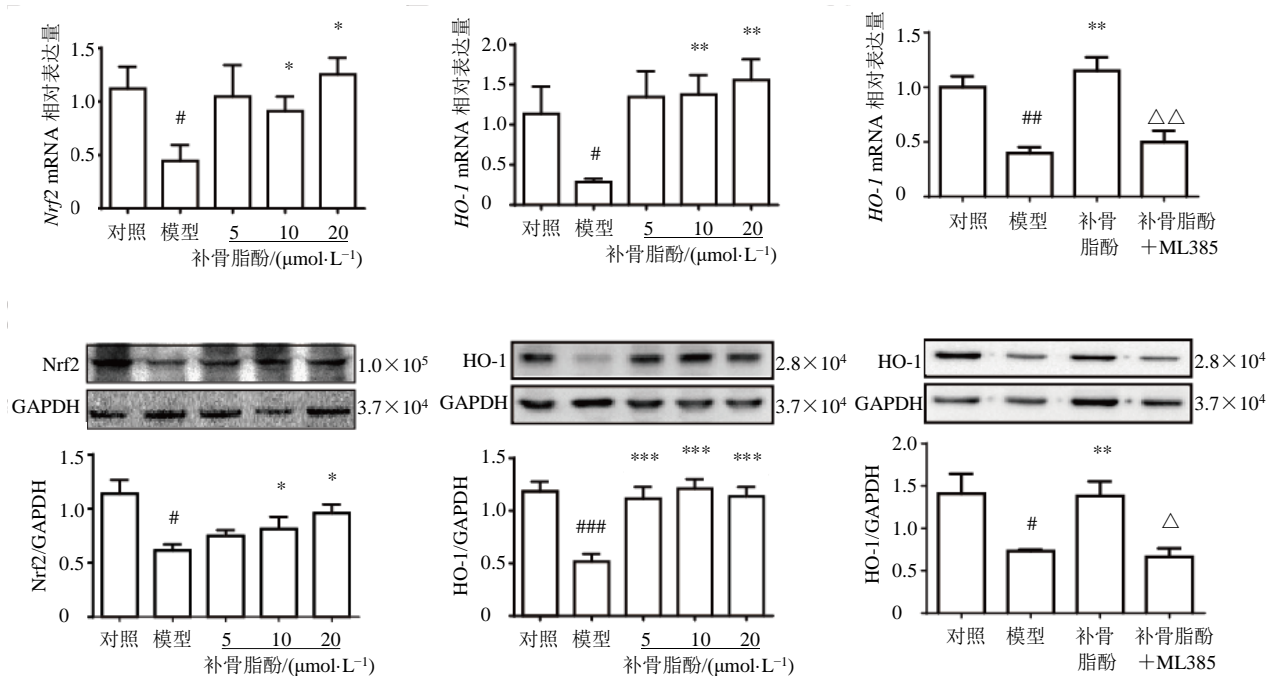 Nrf2 mRNA 相对表达量
1.5
1.0
0.5
0
#
*
*
对照 模型 5 10 20
补骨脂酚/(μmol·L⁻¹)
HO-1 mRNA 相对表达量
2.0
1.5
1.0
0.5
0
#
**
**
对照 模型 5 10 20
补骨脂酚/(μmol·L⁻¹)
HO-1 mRNA 相对表达量
1.5
1.0
0.5
0
##
**
△△
对照 模型 补骨 补骨脂酚
脂酚 +ML385
Nrf2 1.0×10⁵
GAPDH 3.7×10⁴
Nrf2/GAPDH
1.5
1.0
0.5
0
#
*
*
对照 模型 5 10 20
补骨脂酚/(μmol·L⁻¹)
HO-1 2.8×10⁴
GAPDH 3.7×10⁴
HO-1/GAPDH
1.5
1.0
0.5
0
###
***
***
***
对照 模型 5 10 20
补骨脂酚/(μmol·L⁻¹)
HO-1 2.8×10⁴
GAPDH 3.7×10⁴
HO-1/GAPDH
2.0
1.5
1.0
0.5
0
#
**
△
对照 模型 补骨 补骨脂酚
脂酚 +ML385